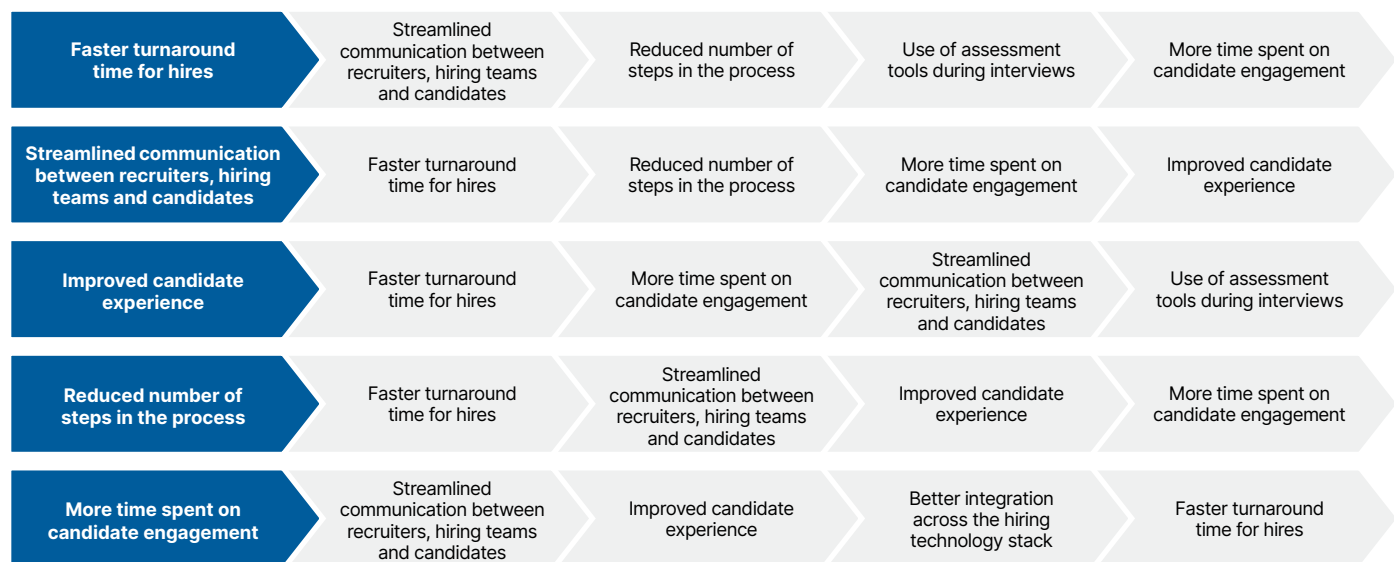 Faster turnaround
time for hires
Streamlined
communication between
recruiters, hiring teams
and candidates
Reduced number of
steps in the process
Use of assessment
tools during interviews
More time spent on
candidate engagement
Streamlined communication
between recruiters, hiring
teams and candidates
Faster turnaround
time for hires
Reduced number of
steps in the process
More time spent on
candidate engagement
Improved candidate
experience
Improved candidate
experience
Faster turnaround
time for hires
More time spent on
candidate engagement
Streamlined
communication between
recruiters, hiring teams
and candidates
Use of assessment
tools during interviews
Reduced number of
steps in the process
Faster turnaround
time for hires
Streamlined
communication between
recruiters, hiring teams
and candidates
Improved candidate
experience
More time spent on
candidate engagement
More time spent on
candidate engagement
Streamlined
communication between
recruiters, hiring teams
and candidates
Improved candidate
experience
Better integration
across the hiring
technology stack
Faster turnaround
time for hires